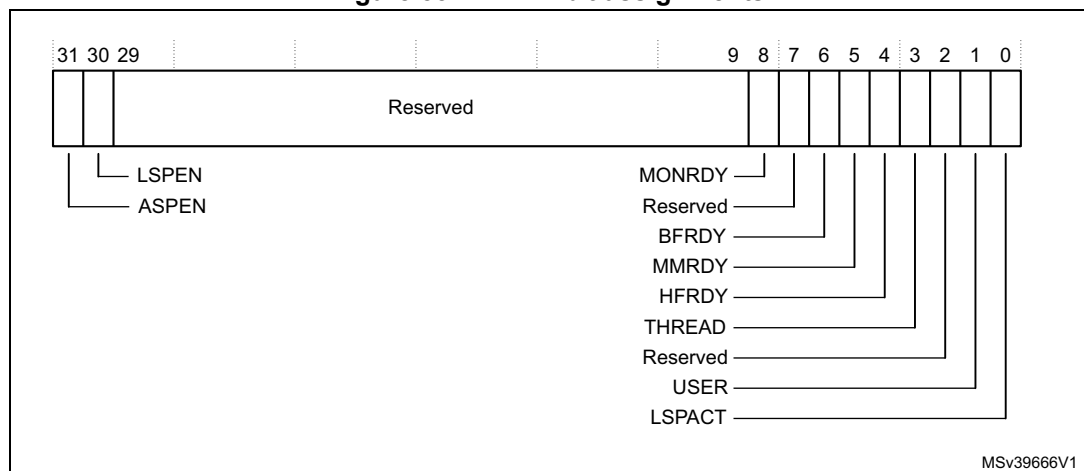 31 30 29 9 8 7 6 5 4 3 2 1 0
Reserved
LSPEN MONRDY
ASPEN Reserved
BFRDY
MMRDY
HFRDY
THREAD
Reserved
USER
LSPACT
MSv39666V1